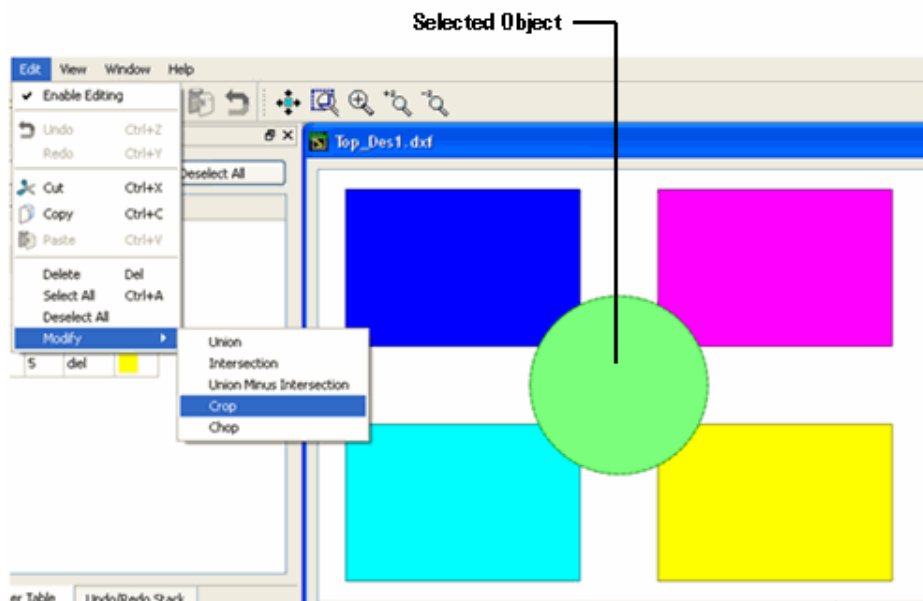 Selected Object
Edit View Window Help
Enable Editing
Undo Ctrl+Z
Redo Ctrl+Y
Cut Ctrl+X
Copy Ctrl+C
Paste Ctrl+V
Delete Del
Select All Ctrl+A
Deselect All
Modify
Deselect All
Top_Des1.dxf
Union
Intersection
Union Minus Intersection
Crop
Chop
5 del
er Table Undo/Redo Stack